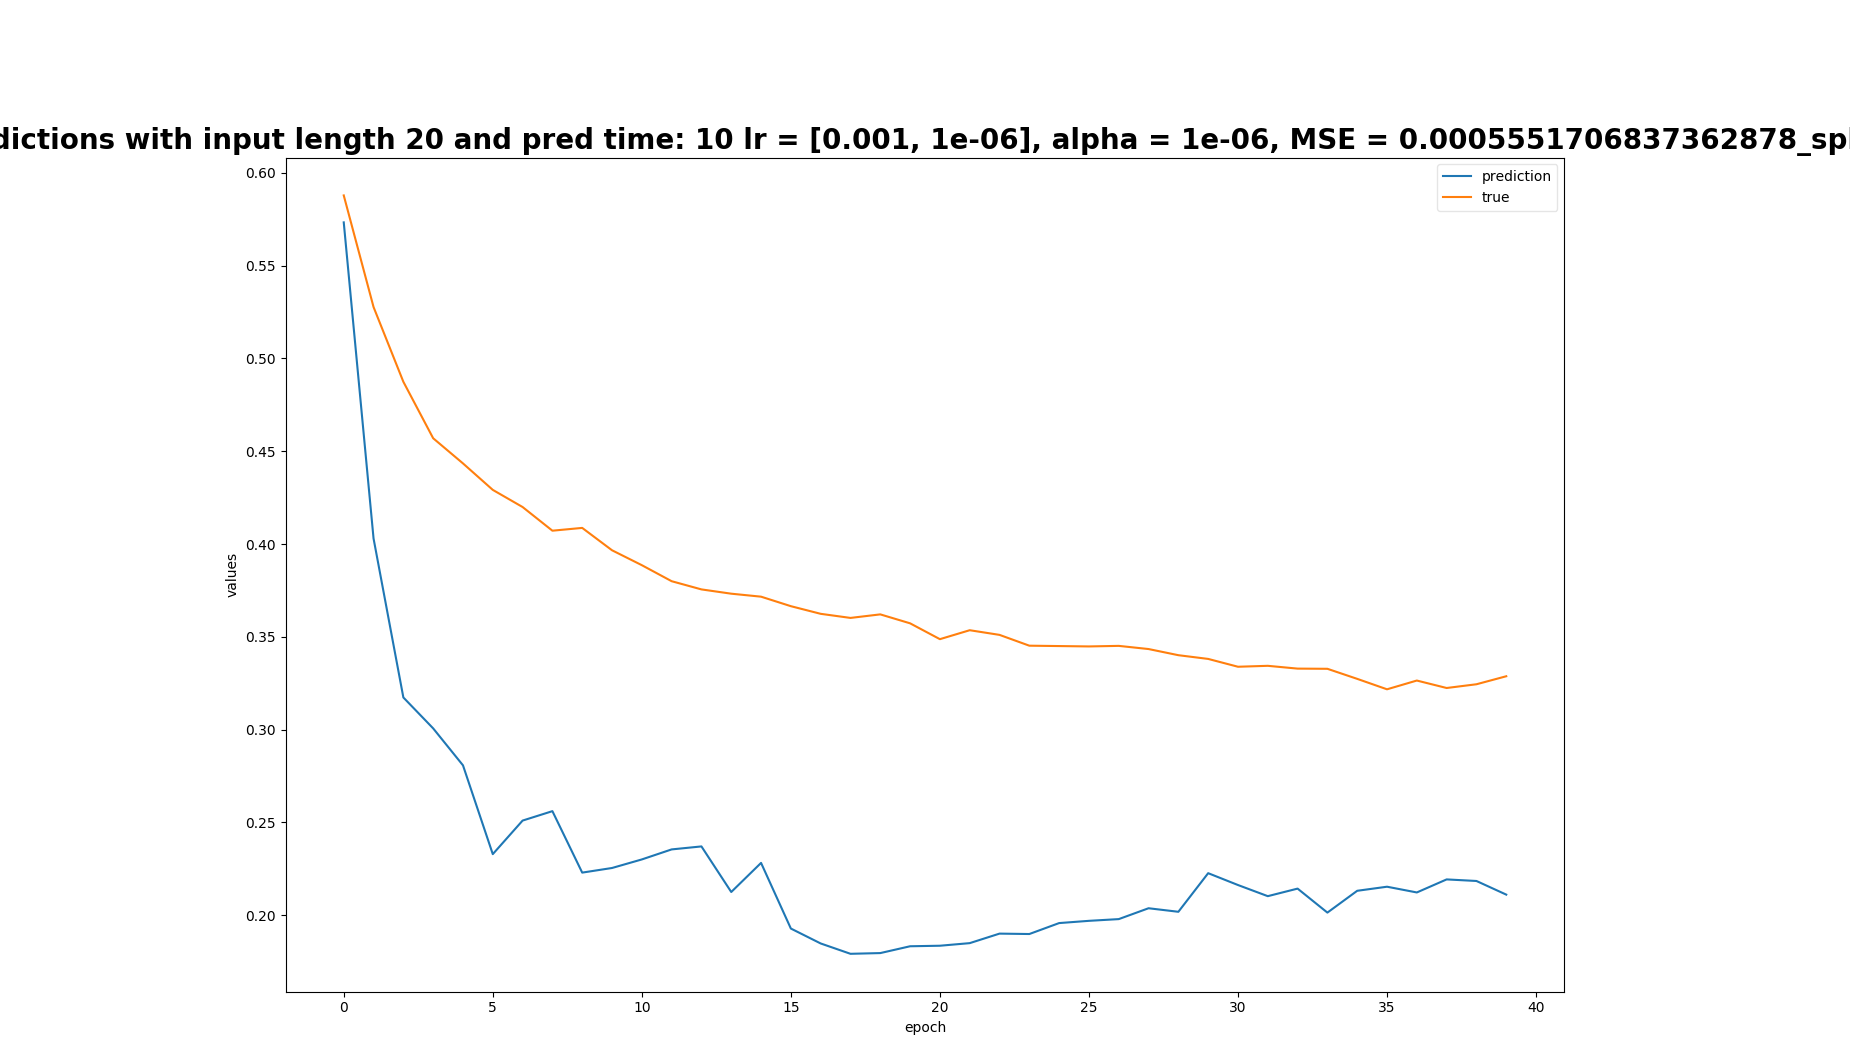 dictions with input length 20 and pred time: 10 lr = [0.001, 1e-06], alpha = 1e-06, MSE = 0.0005551706837362878_spl
prediction
true
0.60
0.55
0.50
0.45
0.40
0.35
0.30
0.25
0.20
values
0 5 10 15 20 25 30 35 40
epoch